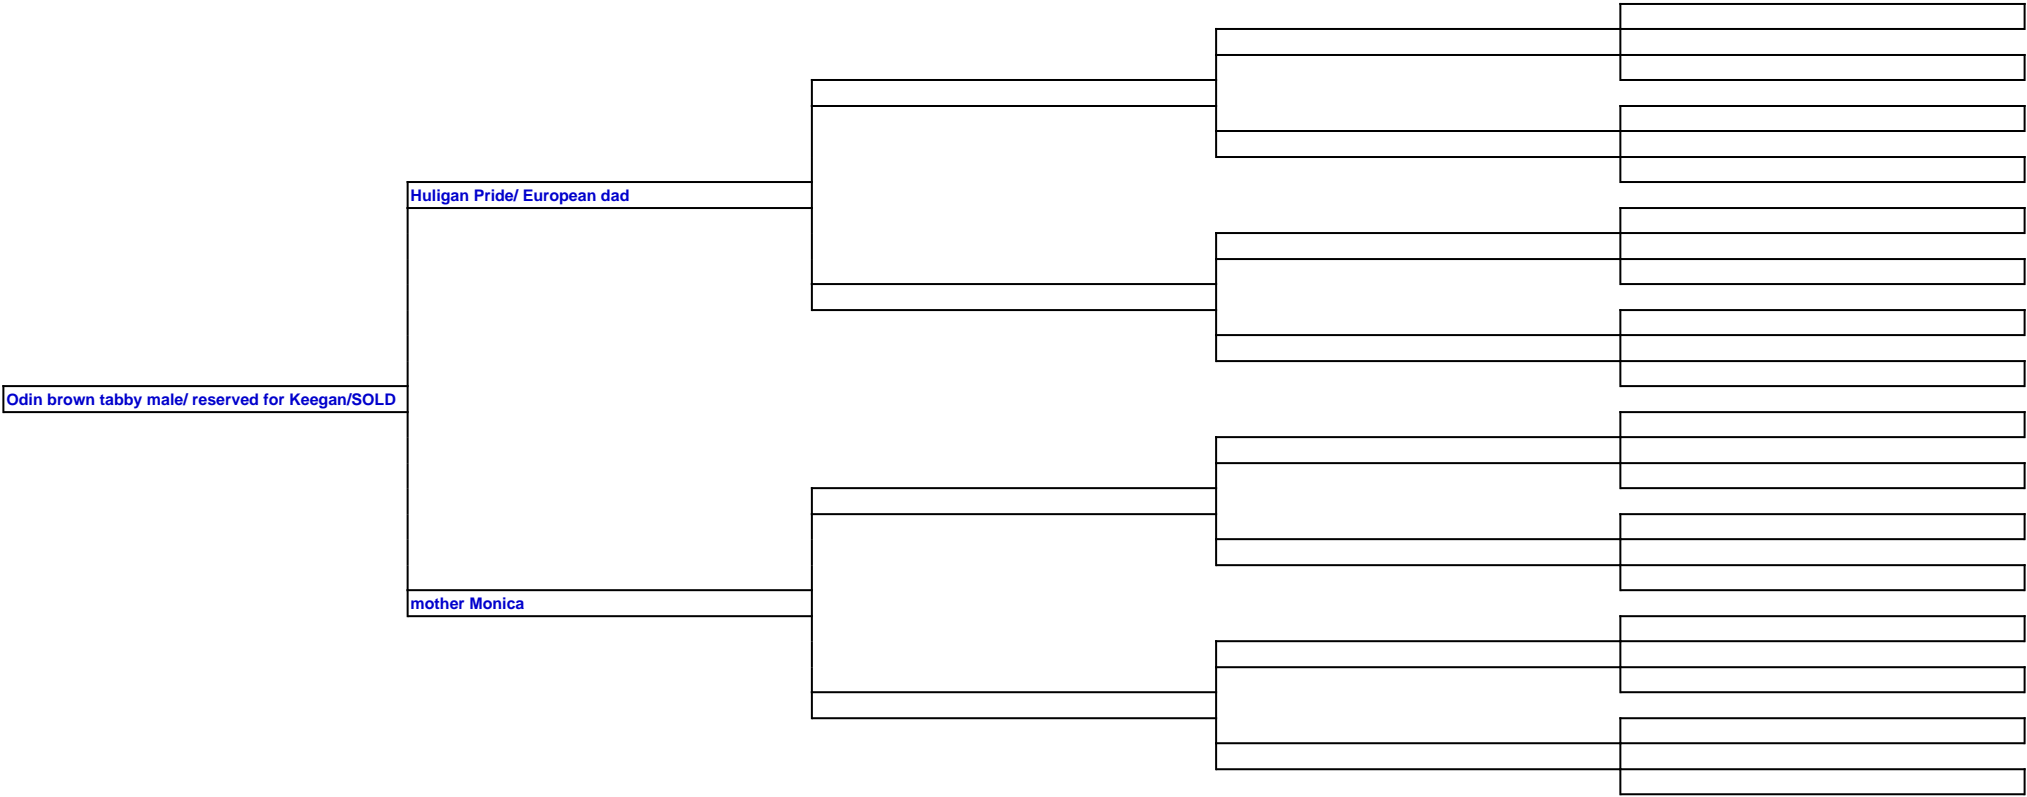 Huligan Pride/ European dad
Odin brown tabby male/ reserved for Keegan/SOLD
mother Monica